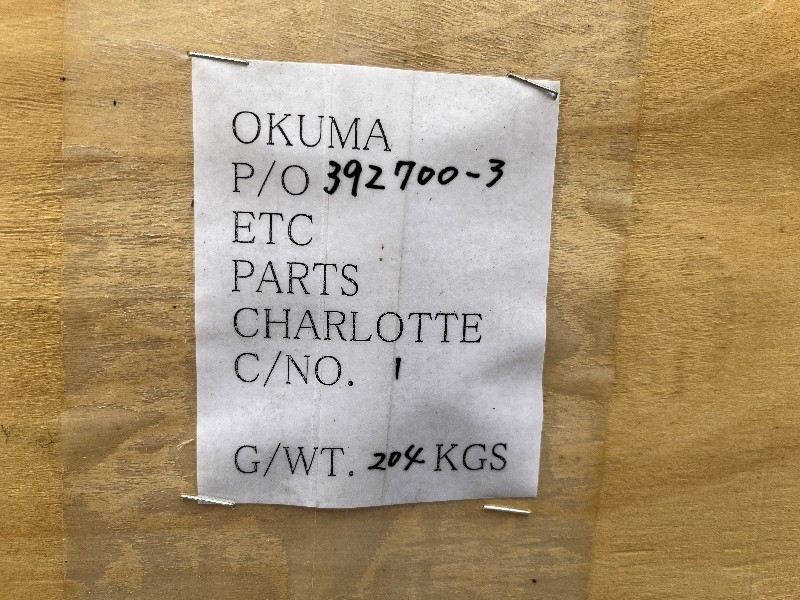 OKUMA
P/O 392700-3
ETC
PARTS
CHARLOTTE
C/NO. 1
G/WT. 204 KGS